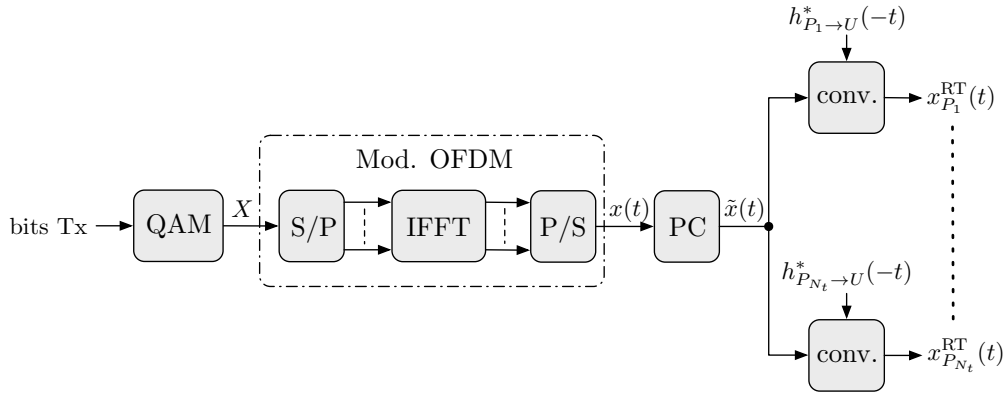 h*_{P_1→U}(−t)
conv.
x^{RT}_{P_1}(t)
Mod. OFDM
bits Tx
QAM
X
S/P
IFFT
P/S
x(t)
PC
x̃(t)
h*_{P_{N_t}→U}(−t)
conv.
x^{RT}_{P_{N_t}}(t)